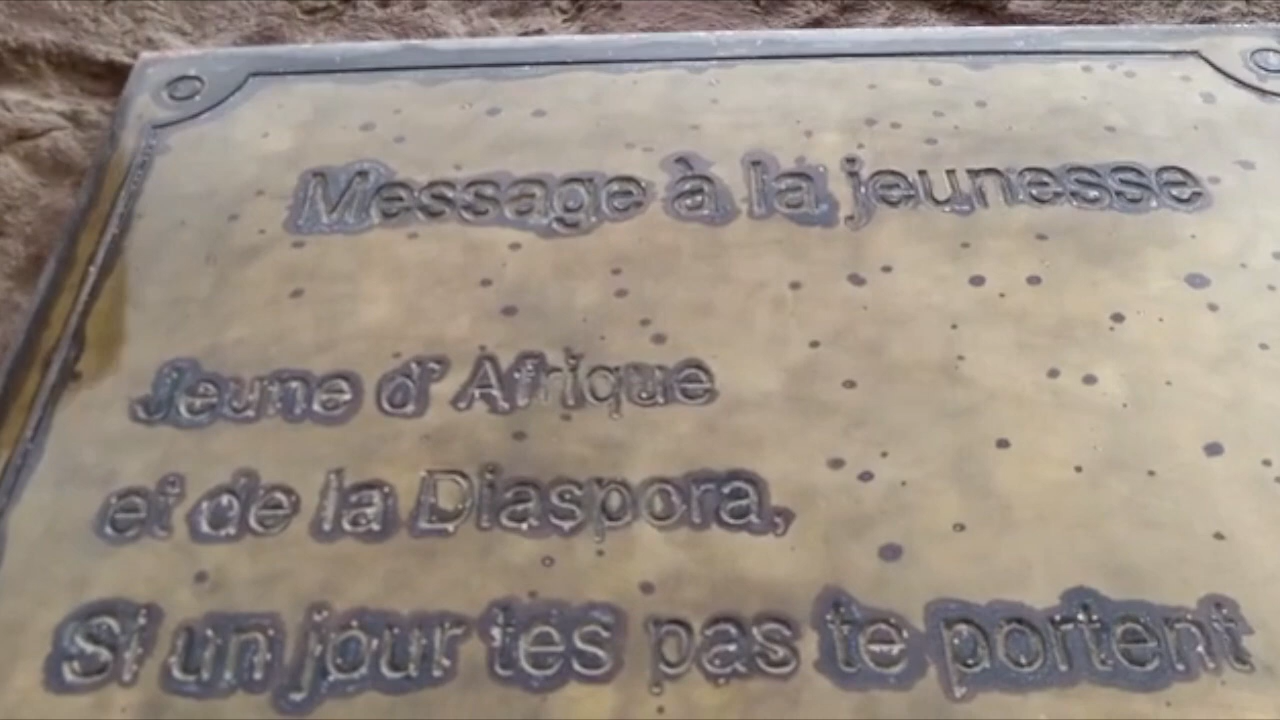 Message à la jeunesse
Jeune d' Afrique
et de la Diaspora,
Si un jour tes pas te portent